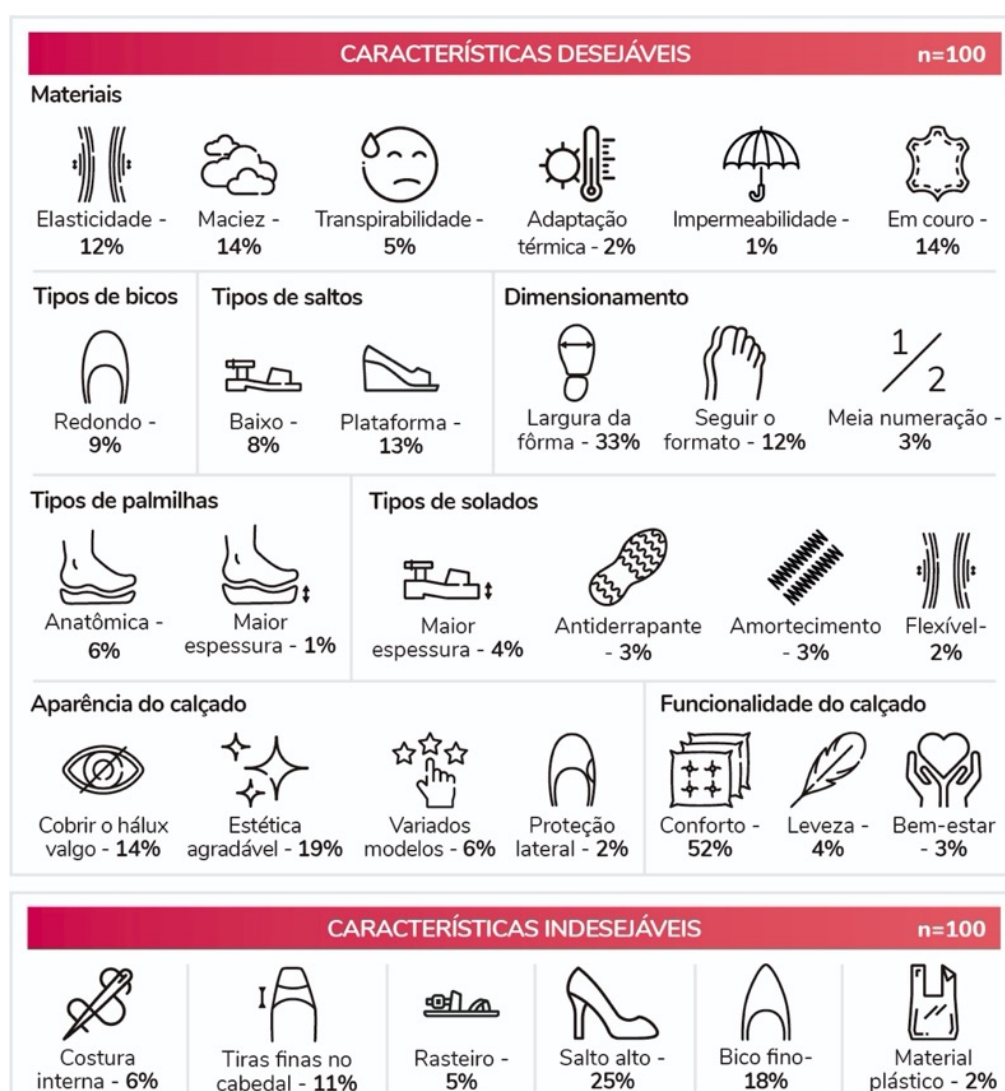 CARACTERÍSTICAS DESEJÁVEIS n=100
Materiais
Elasticidade -
12%
Maciez -
14%
Transpirabilidade -
5%
Adaptação
térmica - 2%
Impermeabilidade -
1%
Em couro -
14%
Tipos de bicos
Redondo -
9%
Tipos de saltos
Baixo -
8%
Plataforma -
13%
Dimensionamento
Largura da
fôrma - 33%
Seguir o
formato - 12%
1/2
Meia numeração -
3%
Tipos de palmilhas
Anatômica -
6%
Maior
espessura - 1%
Tipos de solados
Maior
espessura - 4%
Antiderrapante
- 3%
Amortecimento
- 3%
Flexível-
2%
Aparência do calçado
Cobrir o hálux
valgo - 14%
Estética
agradável - 19%
Variados
modelos - 6%
Proteção
lateral - 2%
Funcionalidade do calçado
Conforto -
52%
Leveza -
4%
Bem-estar
- 3%
CARACTERÍSTICAS INDESEJÁVEIS n=100
Costura
interna - 6%
Tiras finas no
cabedal - 11%
Rasteiro -
5%
Salto alto -
25%
Bico fino-
18%
Material
plástico - 2%